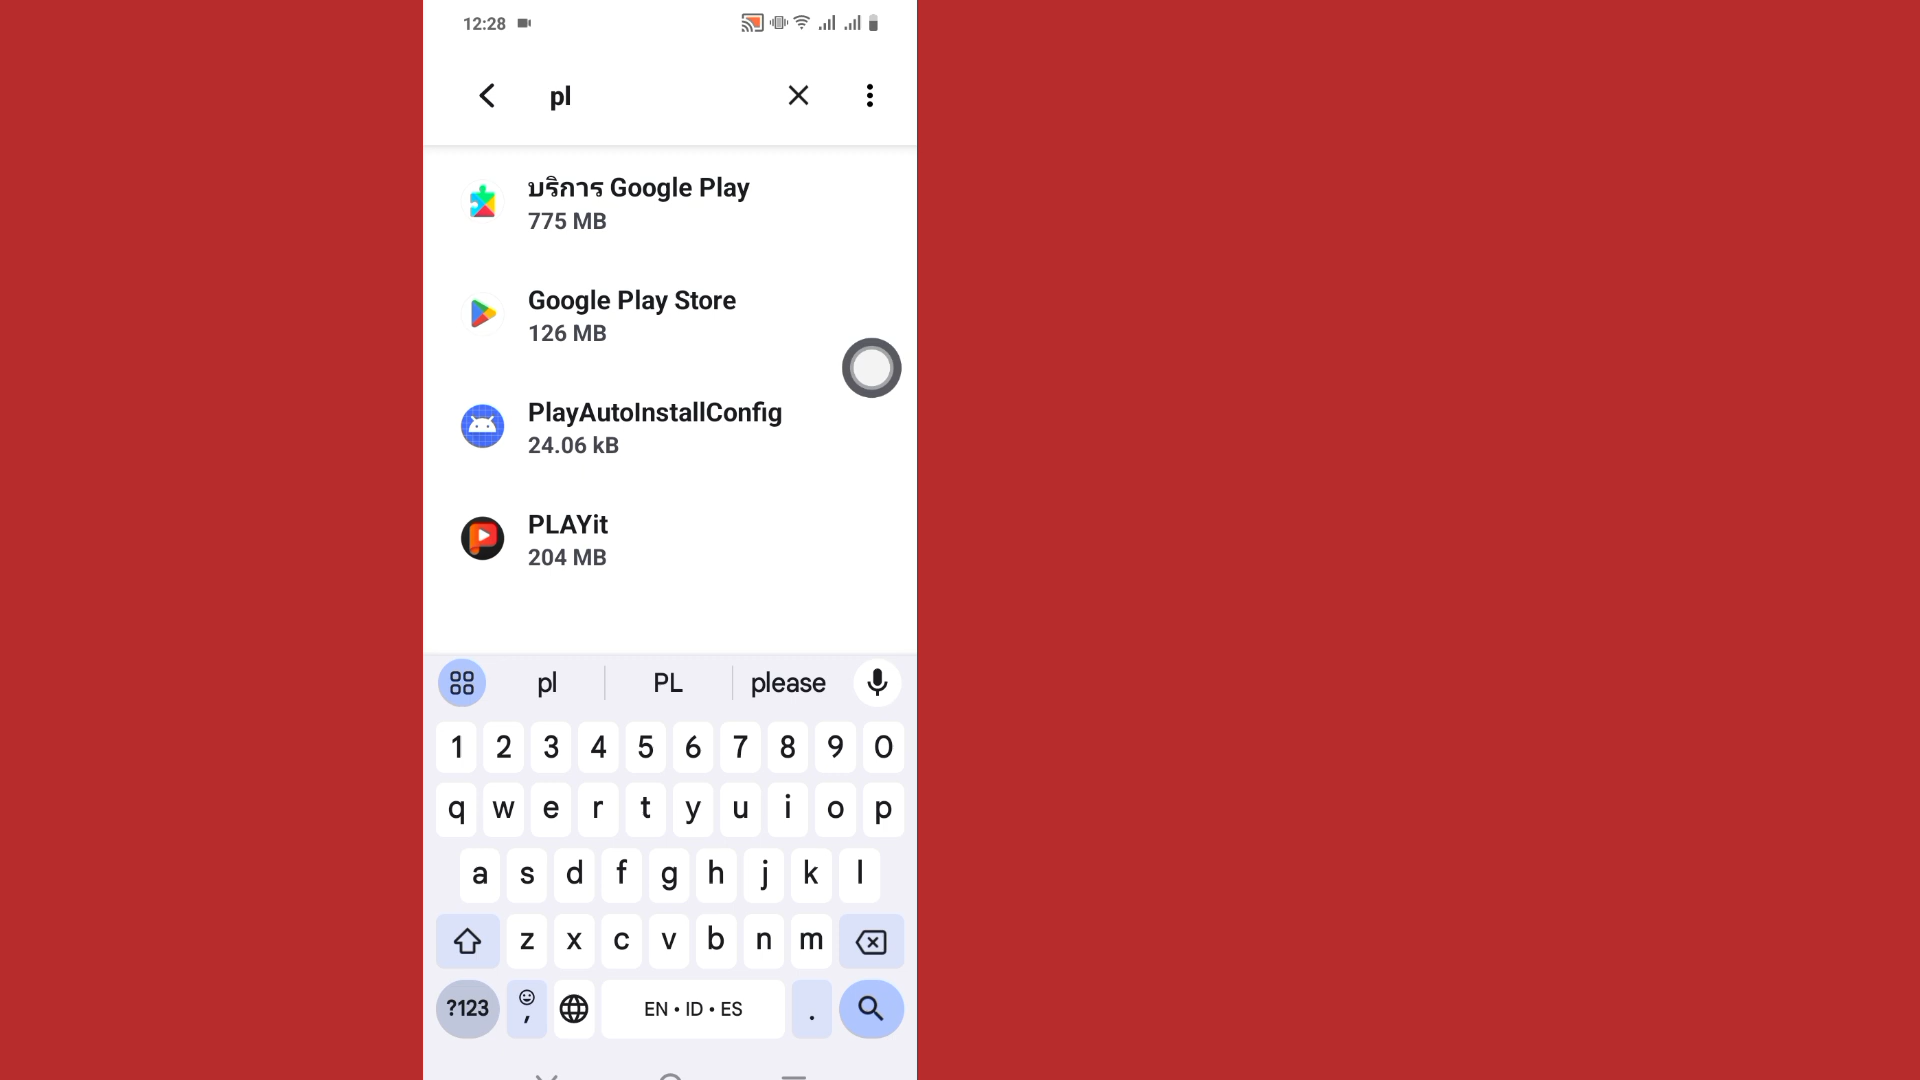 12:28
pl
บริการ Google Play
775 MB
Google Play Store
126 MB
PlayAutoInstallConfig
24.06 kB
PLAYit
204 MB
pl PL please
1 2 3 4 5 6 7 8 9 0
q w e r t y u i o p
a s d f g h j k l
z x c v b n m
?123 , EN • ID • ES .